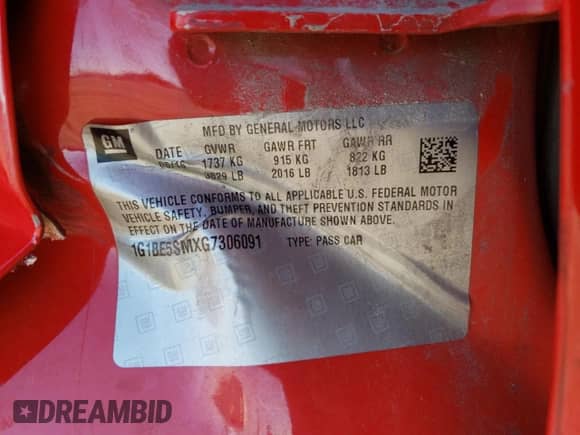 GM
MFD BY GENERAL MOTORS LLC
DATE GVWR GAWR FRT GAWR RR
1737 KG 915 KG 822 KG
3829 LB 2016 LB 1813 LB
THIS VEHICLE CONFORMS TO ALL APPLICABLE U.S. FEDERAL MOTOR
VEHICLE SAFETY, BUMPER, AND THEFT PREVENTION STANDARDS IN
EFFECT ON THE DATE OF MANUFACTURE SHOWN ABOVE.
1G1BE5SMXG7306091 TYPE: PASS CAR
DREAMBID